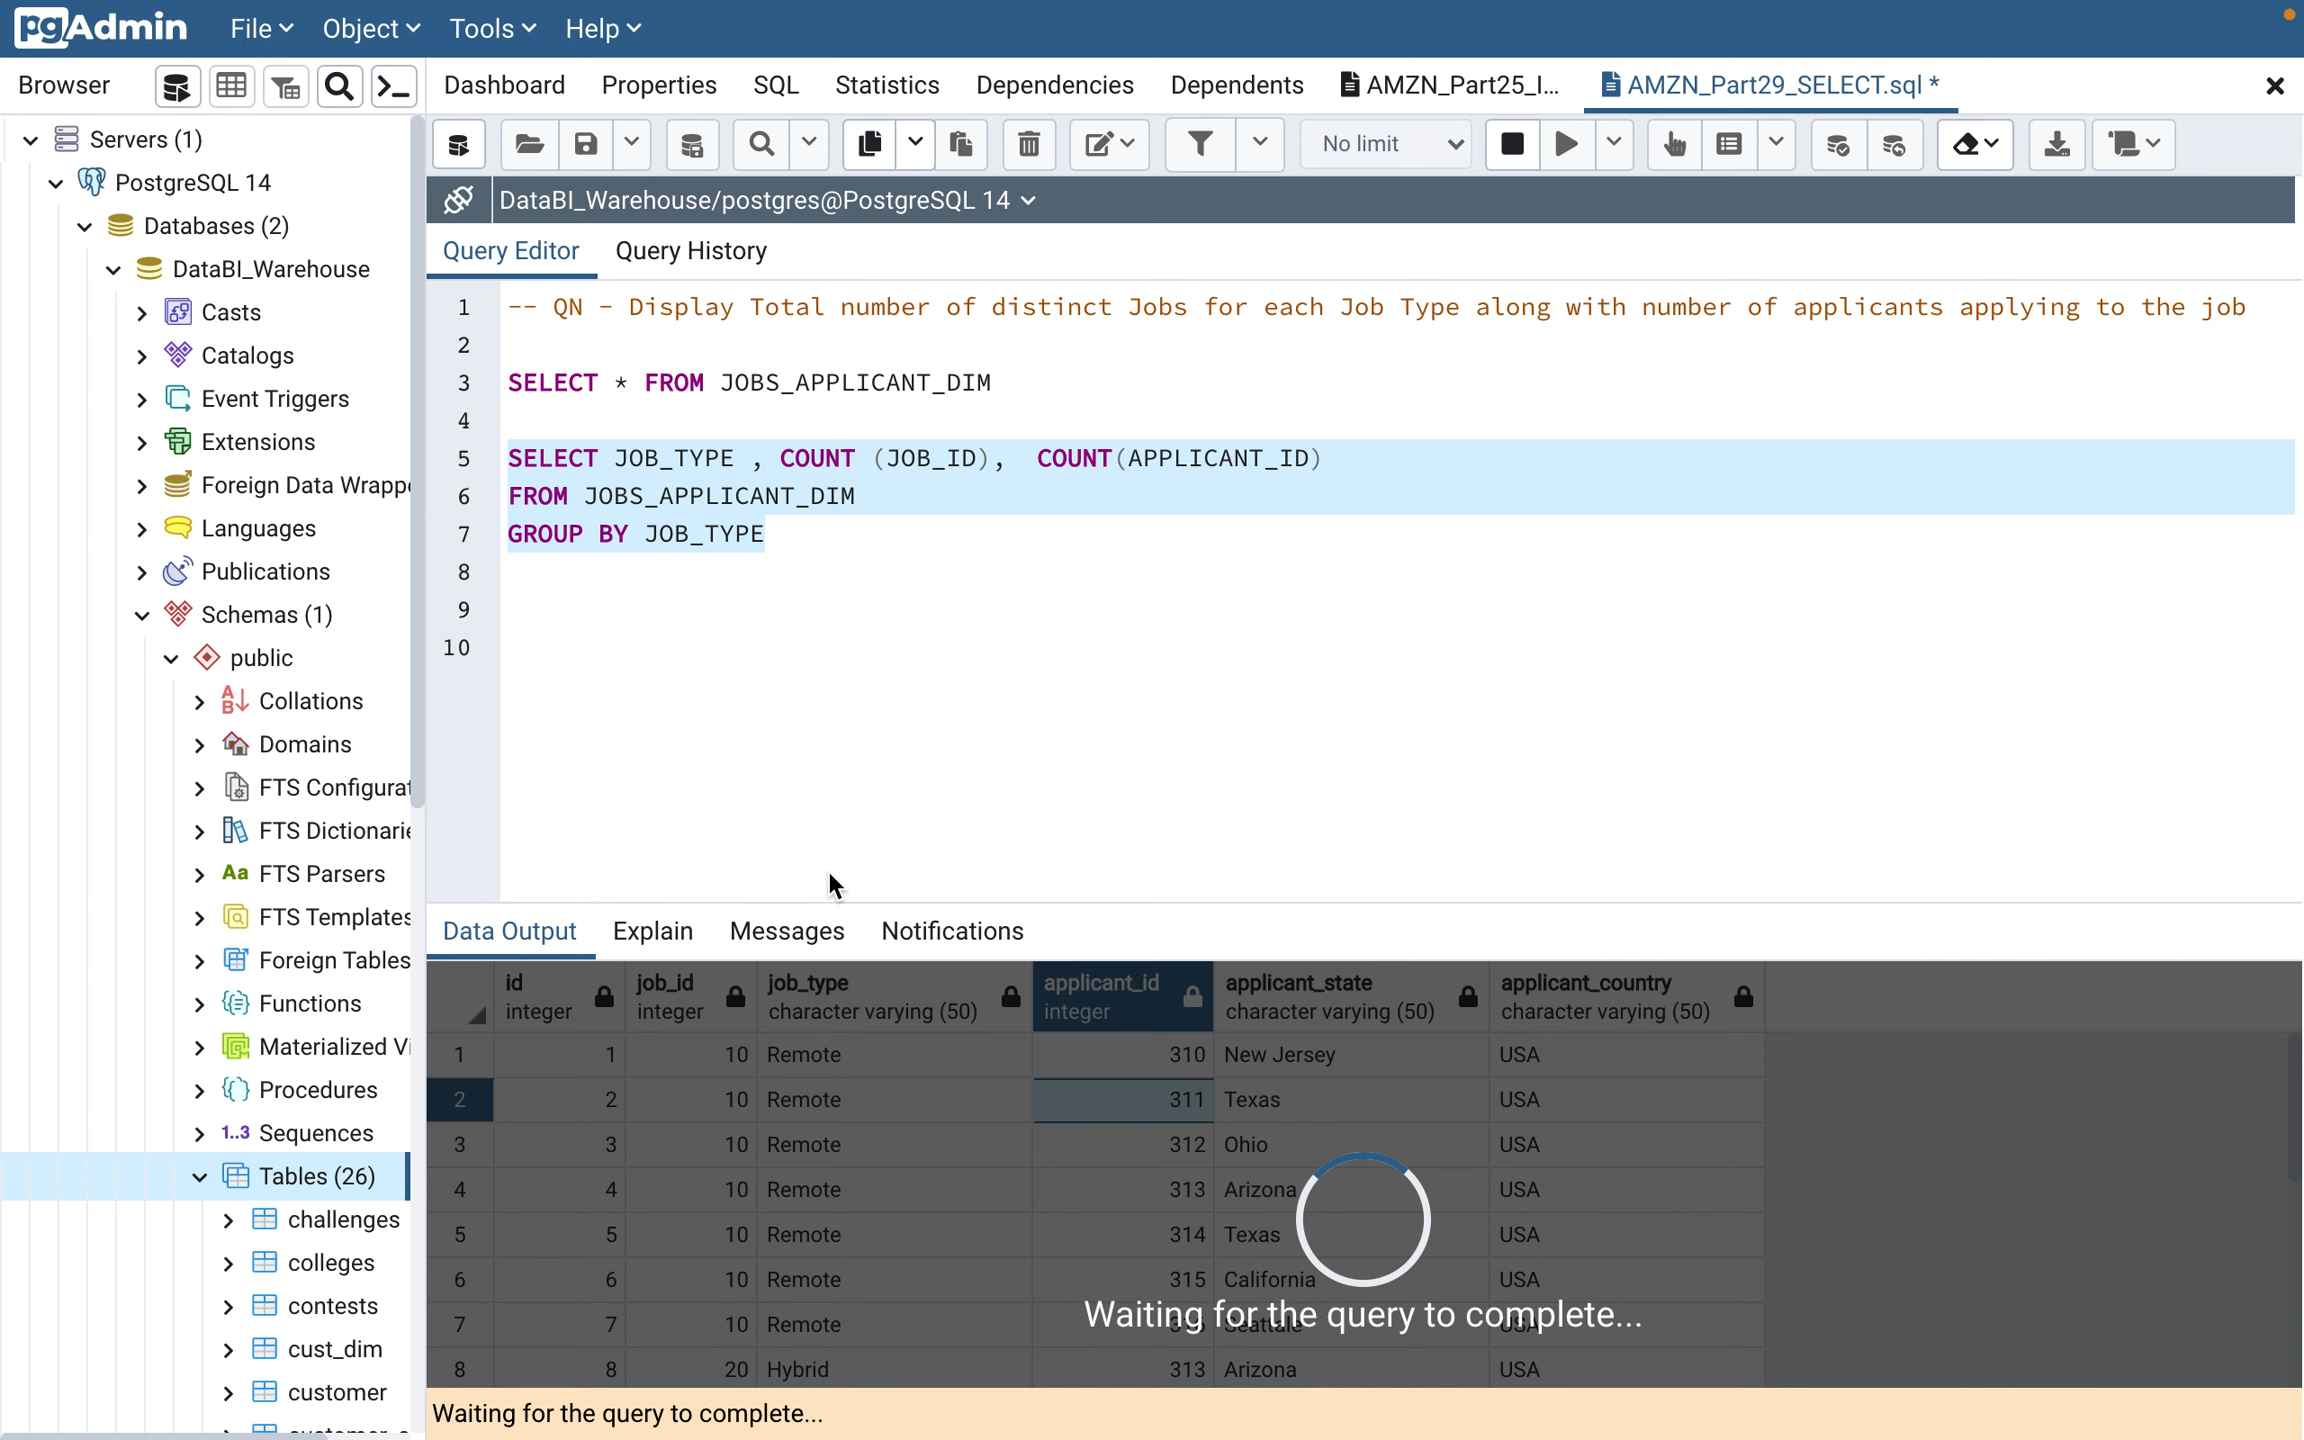 pgAdmin File Object Tools Help
Browser Dashboard Properties SQL Statistics Dependencies Dependents AMZN_Part25_I... AMZN_Part29_SELECT.sql *
No limit
DataBI_Warehouse/postgres@PostgreSQL 14
Query Editor Query History
Servers (1)
PostgreSQL 14
Databases (2)
DataBI_Warehouse
Casts
Catalogs
Event Triggers
Extensions
Foreign Data Wrappe
Languages
Publications
Schemas (1)
public
Collations
Domains
FTS Configurat
FTS Dictionarie
Aa FTS Parsers
FTS Templates
Foreign Tables
Functions
Materialized Vi
Procedures
1..3 Sequences
Tables (26)
challenges
colleges
contests
cust_dim
customer
1 -- QN - Display Total number of distinct Jobs for each Job Type along with number of applicants applying to the job
2
3 SELECT * FROM JOBS_APPLICANT_DIM
4
5 SELECT JOB_TYPE , COUNT (JOB_ID),  COUNT(APPLICANT_ID)
6 FROM JOBS_APPLICANT_DIM
7 GROUP BY JOB_TYPE
8
9
10
Data Output Explain Messages Notifications
id job_id job_type applicant_id applicant_state applicant_country
integer integer character varying (50) integer character varying (50) character varying (50)
1 1 10 Remote 310 New Jersey USA
2 2 10 Remote 311 Texas USA
3 3 10 Remote 312 Ohio USA
4 4 10 Remote 313 Arizona USA
5 5 10 Remote 314 Texas USA
6 6 10 Remote 315 California USA
Waiting for the query to complete...
7 7 10 Remote USA
8 8 20 Hybrid 313 Arizona USA
Waiting for the query to complete...